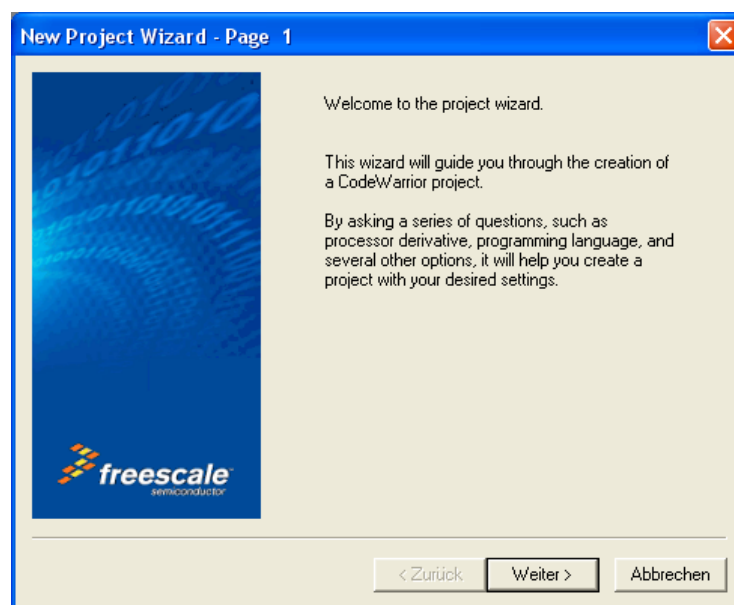 New Project Wizard - Page 1
Welcome to the project wizard.
This wizard will guide you through the creation of
a CodeWarrior project.
By asking a series of questions, such as
processor derivative, programming language, and
several other options, it will help you create a
project with your desired settings.
freescale
semiconductor
< Zurück
Weiter >
Abbrechen